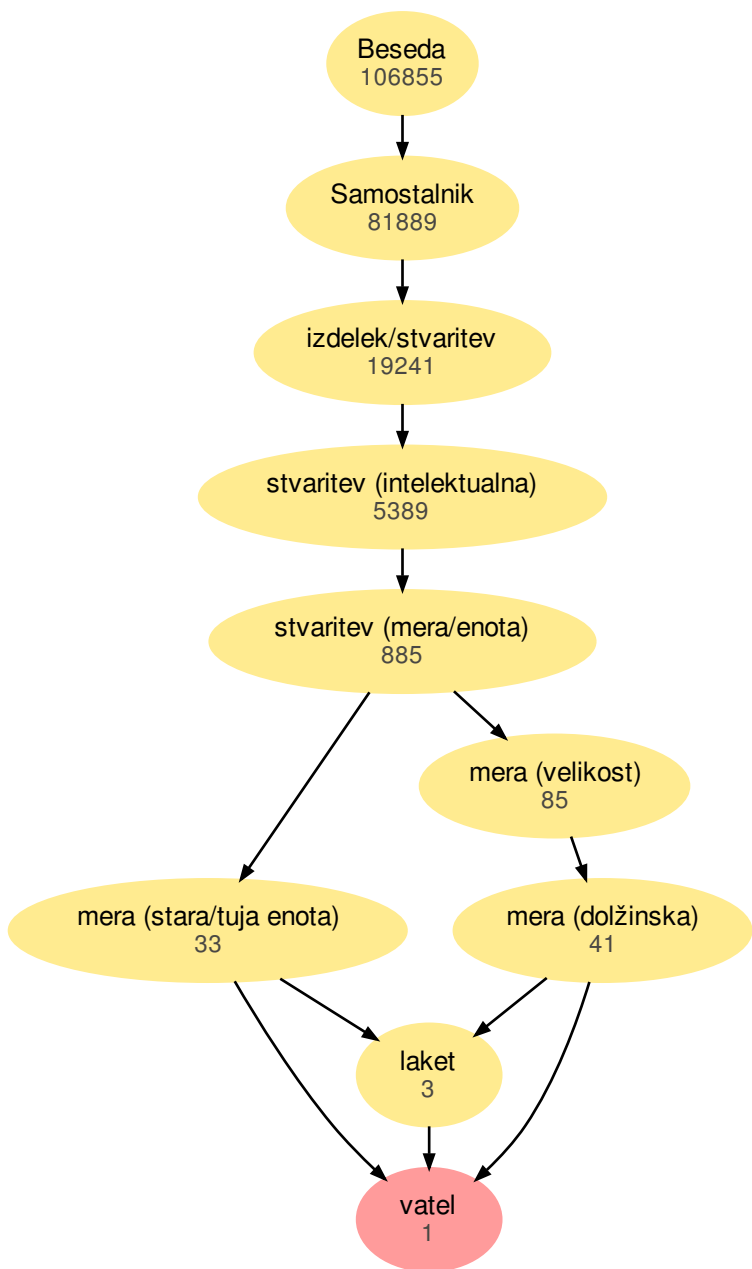 Beseda
106855
Samostalnik
81889
izdelek/stvaritev
19241
stvaritev (intelektualna)
5389
stvaritev (mera/enota)
885
mera (velikost)
85
mera (stara/tuja enota)
33
mera (dolžinska)
41
laket
3
vatel
1